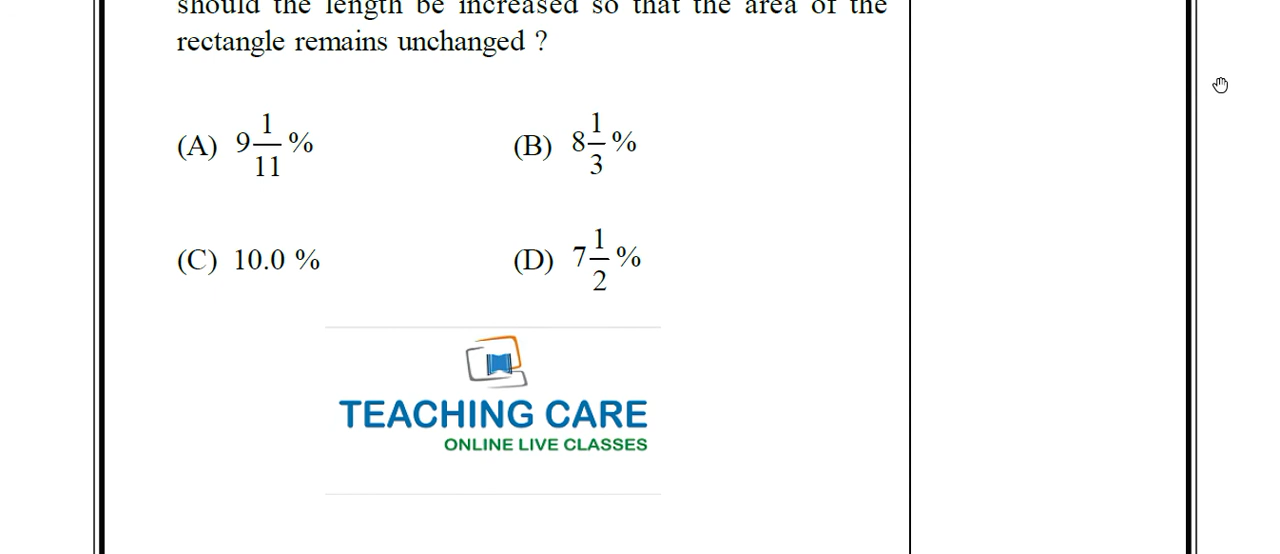 should the length be increased so that the area of the
rectangle remains unchanged ?
(A) 9 1/11 % (B) 8 1/3 %
(C) 10.0 % (D) 7 1/2 %
TEACHING CARE
ONLINE LIVE CLASSES